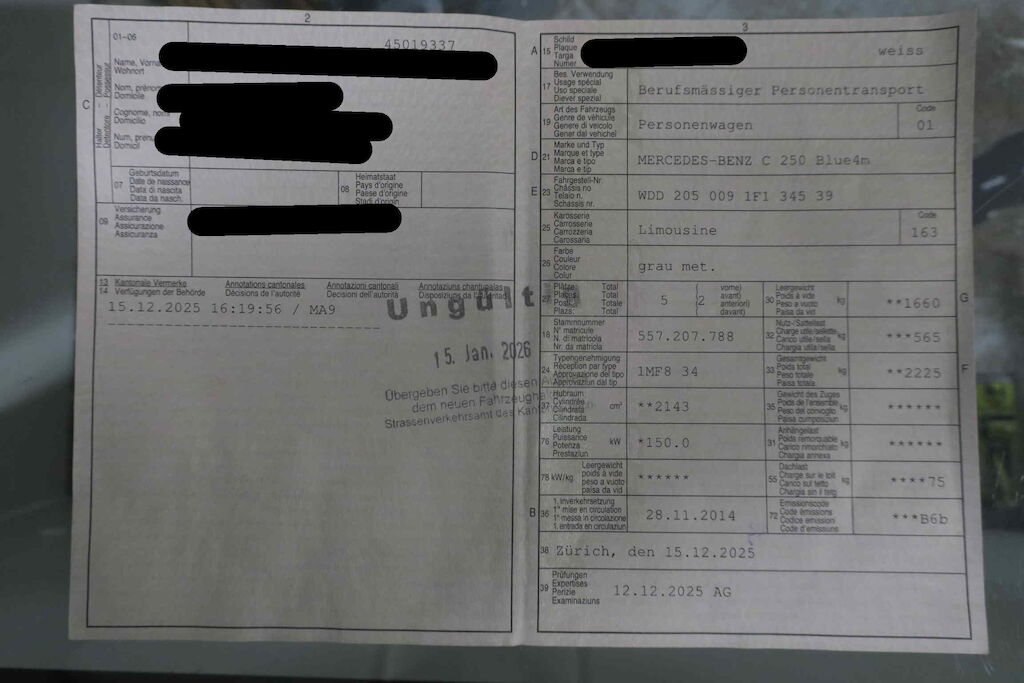 2
01-06
45019337
Name, Vorna
Wohnort
Nom, prénom
Domicile
Cognome, nom
Domicilio
Num, prenu
Domicil
C
Halter Détenteur
Detentore Possessur
07
Geburtsdatum
Date de naissance
Data di nascita
Data da nasch.
08
Heimatstaat
Pays d'origine
Paese d'origine
Stadi d'origin
09
Versicherung
Assurance
Assicurazione
Assicuranza
13 Kantonale Vermerke Annotations cantonales Annotazioni cantonali Annotaziuns chantunalas
14 Verfügungen der Behörde Décisions de l'autorité Decisioni dell'autorità Disposiziuns da l'autoritad
15.12.2025 16:19:56 / MA9
Ungült
15. Jan. 2026
Übergeben Sie bitte diesen
dem neuen Fahrzeugha
Strassenverkehrsamt des Kant
3
A 15 Schild
Plaque
Targa
Numer
weiss
17 Bes. Verwendung
Usage spécial
Uso speciale
Diever spezial
Berufsmässiger Personentransport
19 Art des Fahrzeugs
Genre de véhicule
Genere di veicolo
Gener dal vehichel
Personenwagen
Code
01
D 21 Marke und Typ
Marque et type
Marca e tipo
Marca e tip
MERCEDES-BENZ C 250 Blue4m
E 23 Fahrgestell-Nr.
Châssis no
Telaio n.
Schassis nr.
WDD 205 009 1F1 345 39
25 Karosserie
Carrosserie
Carrozzeria
Carossaria
Limousine
Code
163
26 Farbe
Couleur
Colore
Colur
grau met.
27 Plätze Total
Places Total
Posti Totale
Plazs: Total
5 (2 vorne)
avant)
anteriori)
davant)
30 Leergewicht
Poids à vide
Peso a vuoto
Paisa da vid
kg
**1660
G
18 Stammnummer
N° matricule
N. di matricola
Nr. da matricla
557.207.788
32 Nutz-/Sattellast
Charge utile/sellette
Carico utile/sella
Chargia utila/sella
kg
***565
24 Typengenehmigung
Réception par type
Approvazione del tipo
Approvaziun dal tip
1MF8 34
33 Gesamtgewicht
Poids total
Peso totale
Paisa totala
kg
**2225
F
37 Hubraum
Cylindrée
Cilindrata
Cilindrada
cm³
**2143
35 Gewicht des Zuges
Poids de l'ensemble
Peso del convoglio
Paisa cumposiziun
kg
******
76 Leistung
Puissance
Potenza
Prestaziun
kW
*150.0
31 Anhängelast
Poids remorquable
Carico rimorchiato
Chargia annexa
kg
******
78 kW/kg Leergewicht
poids à vide
peso a vuoto
paisa da vid
******
55 Dachlast
Charge sur le toit
Carico sul tetto
Chargia sin il tetg
kg
****75
B 36 1. Inverkehrsetzung
1re mise en circulation
1a messa in circolazione
1. entrada en circulaziun
28.11.2014
72 Emissionscode
Code émissions
Codice emissioni
Code d'emissiuns
***B6b
38 Zürich, den 15.12.2025
39 Prüfungen
Expertises
Perizie
Examinaziuns
12.12.2025 AG